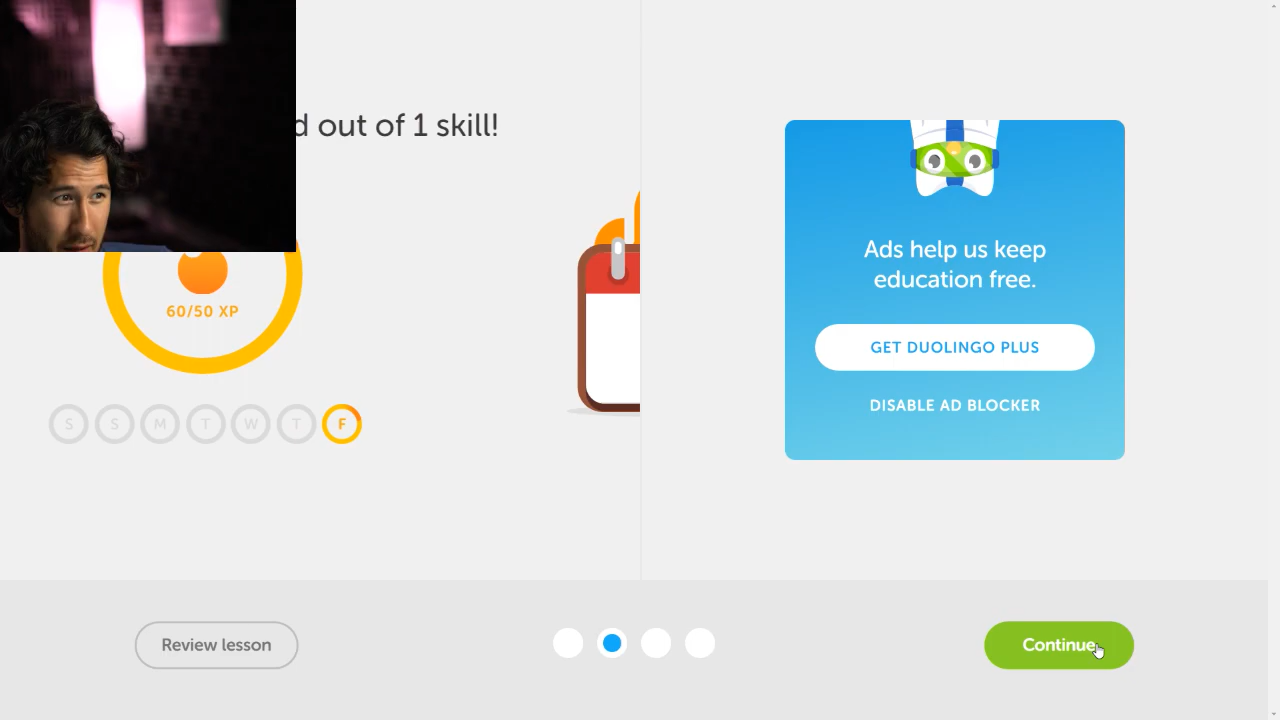 d out of 1 skill!
60/50 XP
S S M T W T F
Ads help us keep
education free.
GET DUOLINGO PLUS
DISABLE AD BLOCKER
Review lesson
Continue